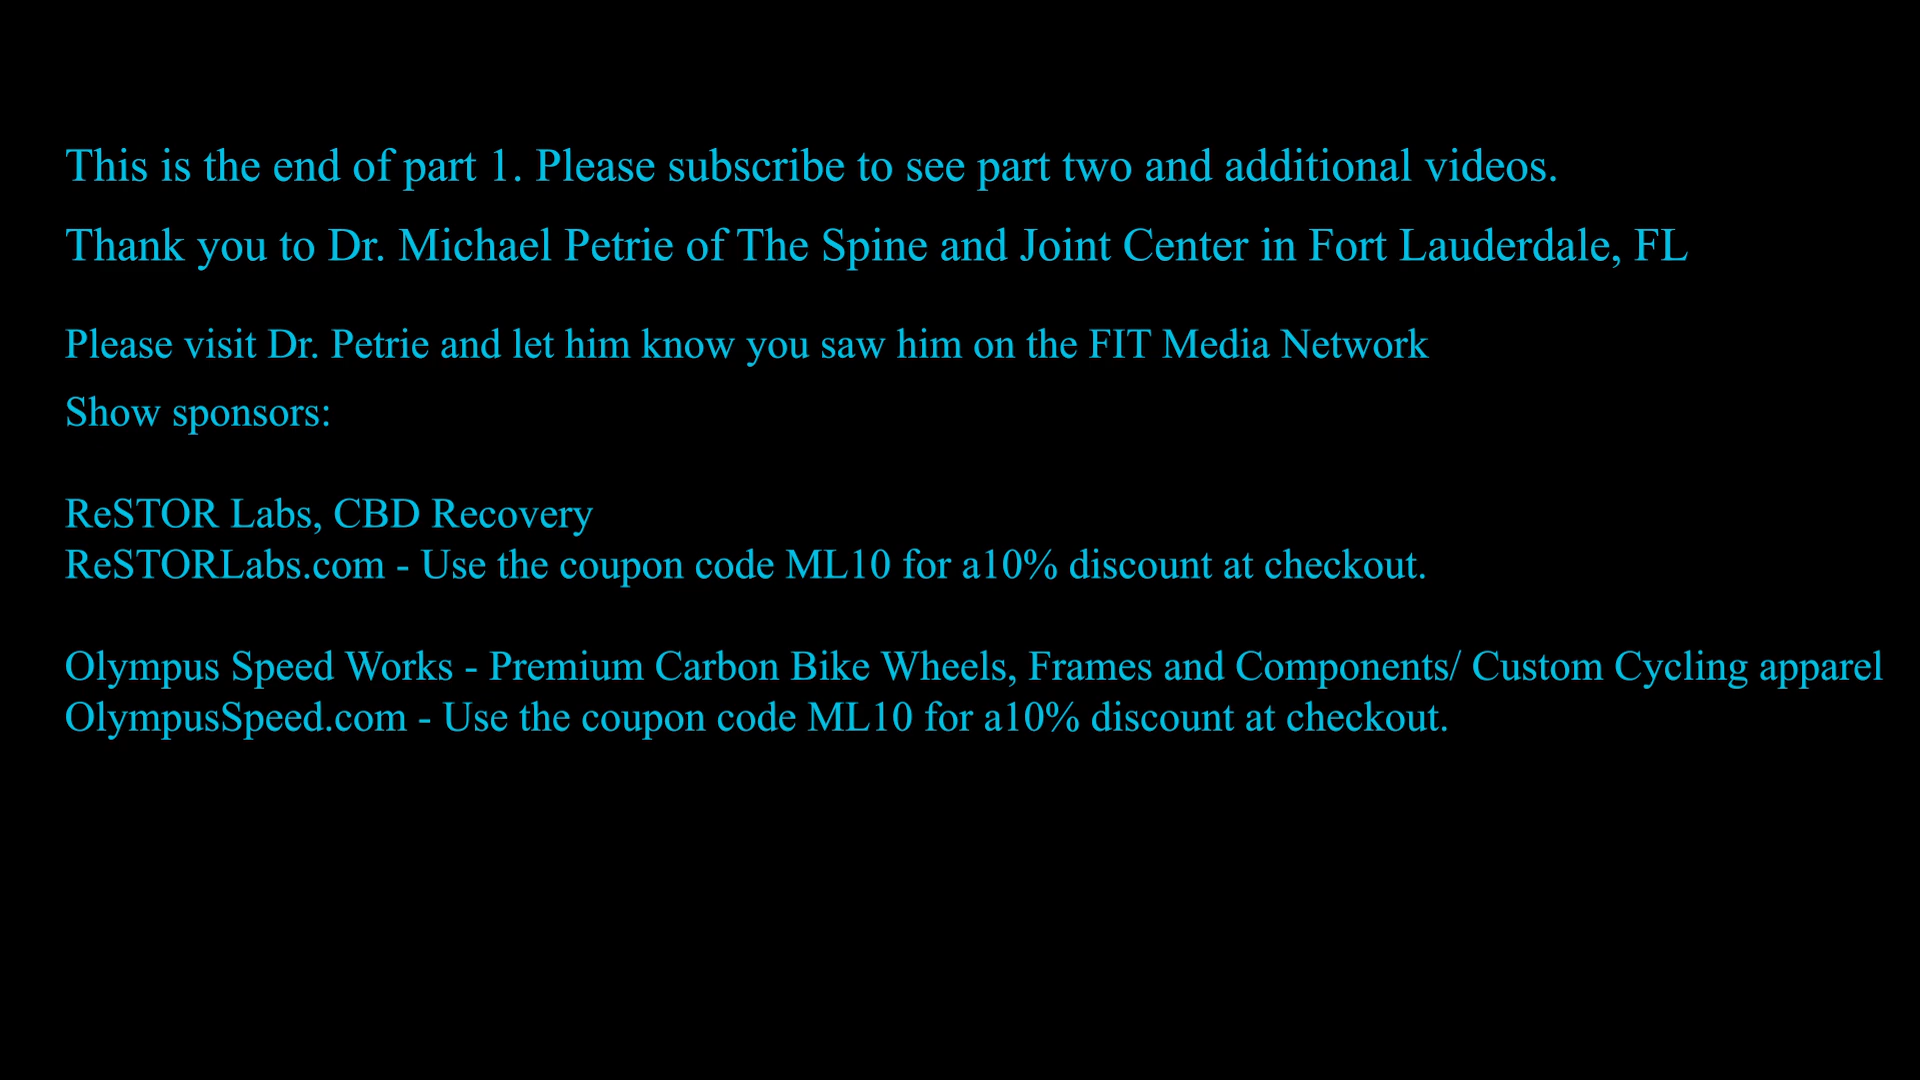 This is the end of part 1. Please subscribe to see part two and additional videos.
Thank you to Dr. Michael Petrie of The Spine and Joint Center in Fort Lauderdale, FL
Please visit Dr. Petrie and let him know you saw him on the FIT Media Network
Show sponsors:
ReSTOR Labs, CBD Recovery
ReSTORLabs.com - Use the coupon code ML10 for a10% discount at checkout.
Olympus Speed Works - Premium Carbon Bike Wheels, Frames and Components/ Custom Cycling apparel
OlympusSpeed.com - Use the coupon code ML10 for a10% discount at checkout.